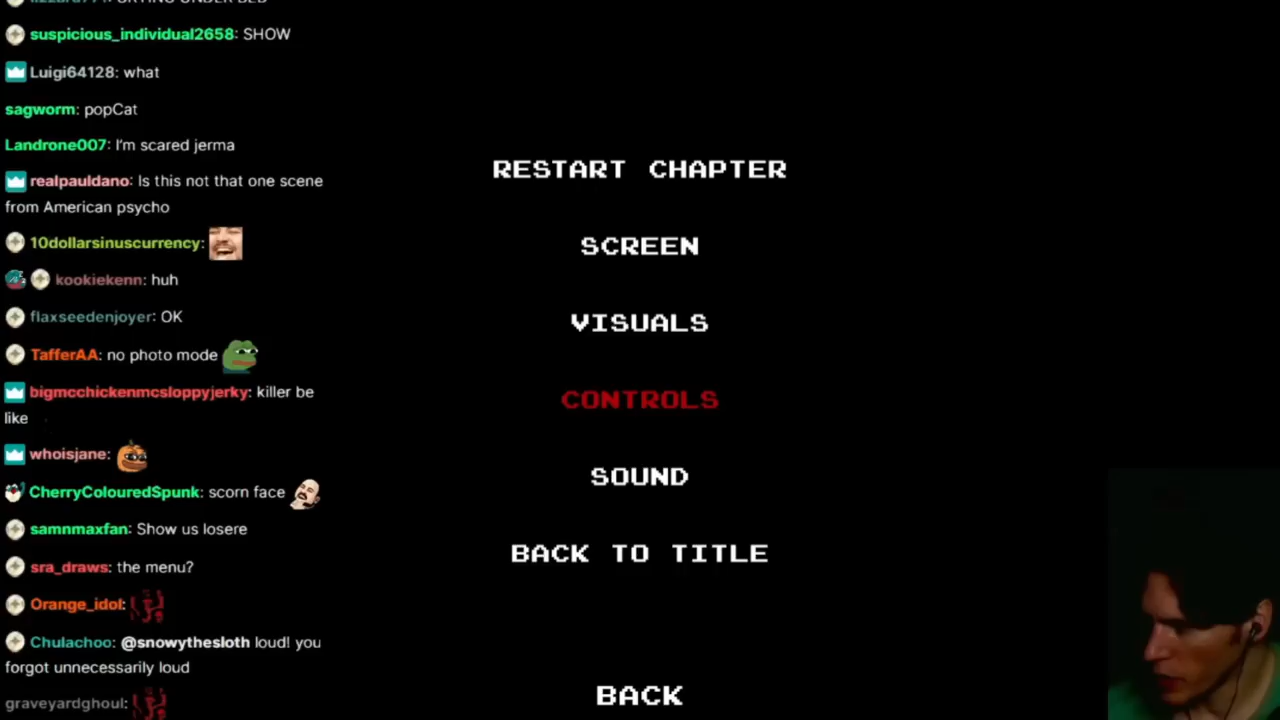 suspicious_individual2658: SHOW
Luigi64128: what
sagworm: popCat
Landrone007: I'm scared jerma
realpauldano: Is this not that one scene
from American psycho
10dollarsinuscurrency:
kookiekenn: huh
flaxseedenjoyer: OK
TafferAA: no photo mode
bigmcchickenmcsloppyjerky: killer be
like
whoisjane:
CherryColouredSpunk: scorn face
samnmaxfan: Show us losere
sra_draws: the menu?
Orange_idol:
Chulachoo: @snowythesloth loud! you
forgot unnecessarily loud
graveyardghoul:
RESTART CHAPTER
SCREEN
VISUALS
CONTROLS
SOUND
BACK TO TITLE
BACK